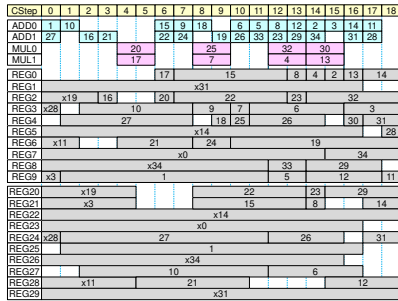 CStep 0 1 2 3 4 5 6 7 8 9 10 11 12 13 14 15 16 17 18
ADD0 1 10 15 9 18 6 5 8 12 2 3 14 11
ADD1 27 16 21 22 24 19 26 33 23 29 34 31 28
MUL0 20 25 32 30
MUL1 17 7 4 13
REG0 17 15 8 4 2 13 14
REG1 x31
REG2 x19 16 20 22 23 32
REG3 x28 10 9 7 6 3
REG4 27 18 25 26 30 31
REG5 x14 28
REG6 x11 21 24 19
REG7 x0 34
REG8 x34 33 29
REG9 x3 1 5 12 11
REG20 x19 22 23 29
REG21 x3 15 8 14
REG22 x14
REG23 x0
REG24 x28 27 26 31
REG25 1
REG26 x34
REG27 10 6
REG28 x11 21 12
REG29 x31